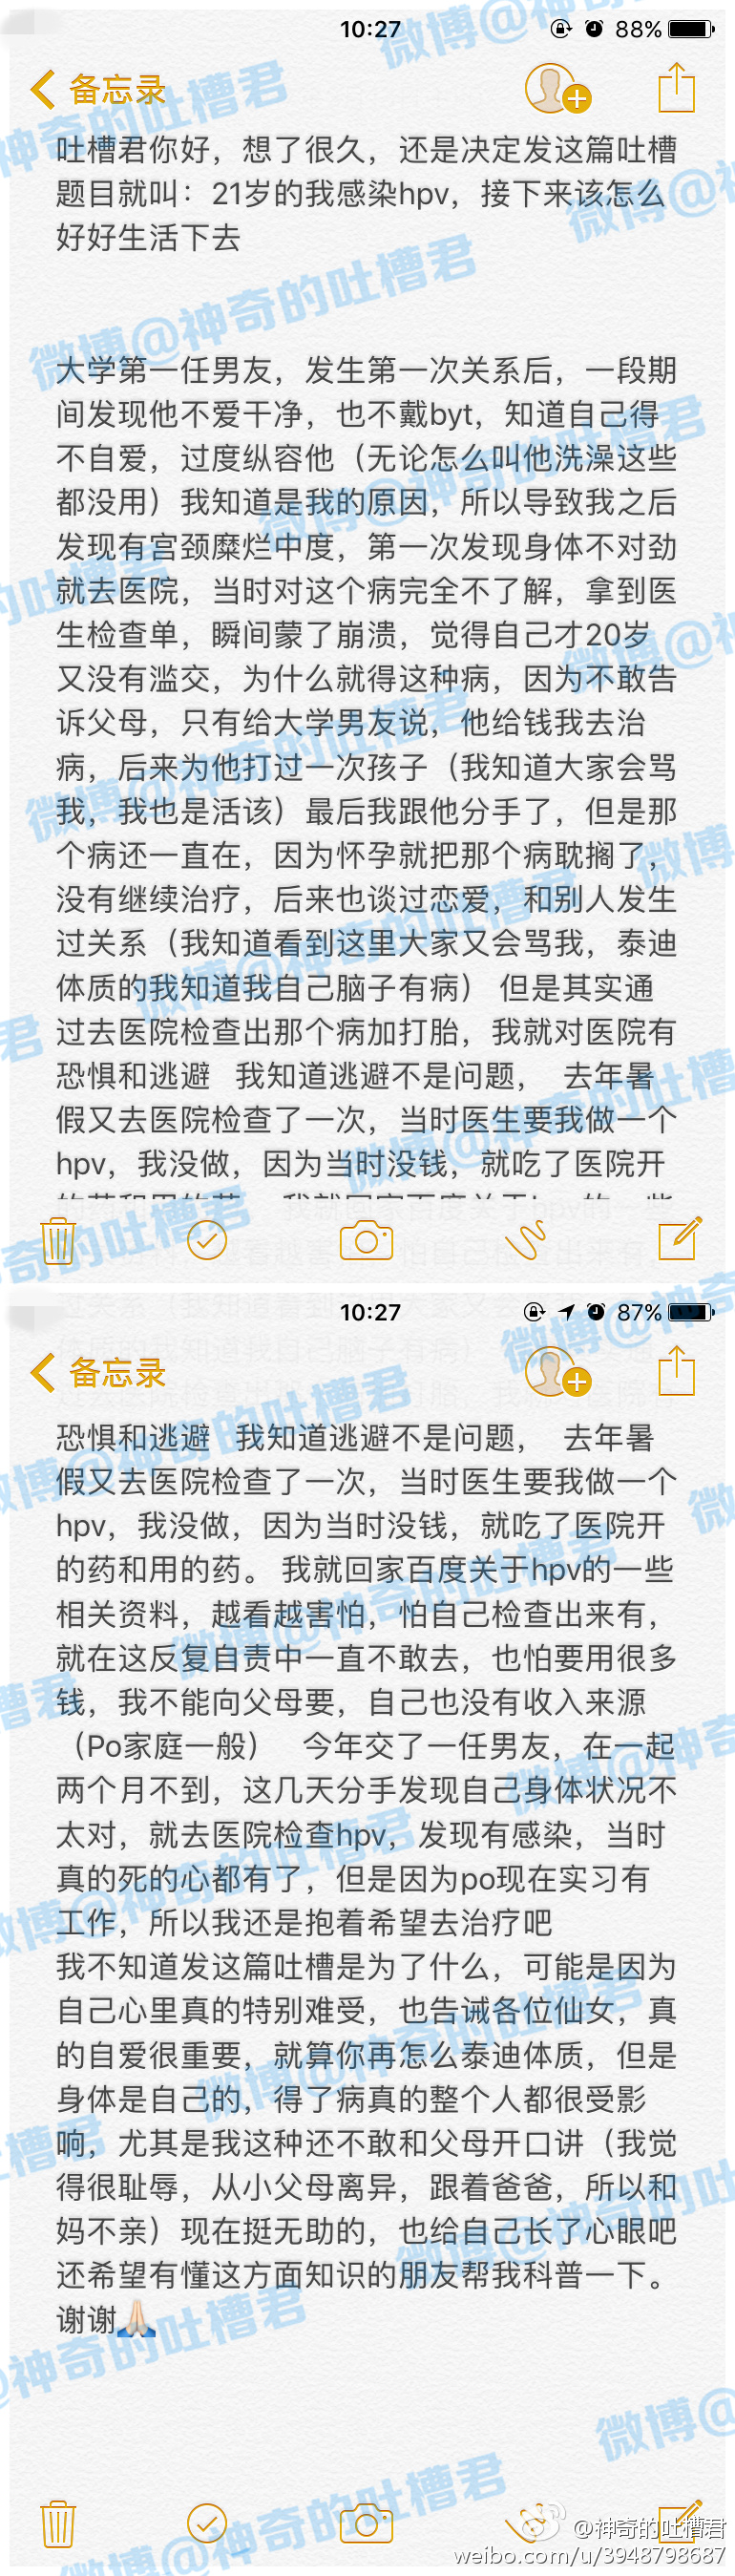 10:27 88%
备忘录
吐槽君你好，想了很久，还是决定发这篇吐槽
题目就叫：21岁的我感染hpv，接下来该怎么
好好生活下去
大学第一任男友，发生第一次关系后，一段期
间发现他不爱干净，也不戴byt，知道自己得
不自爱，过度纵容他（无论怎么叫他洗澡这些
都没用）我知道是我的原因，所以导致我之后
发现有宫颈糜烂中度，第一次发现身体不对劲
就去医院，当时对这个病完全不了解，拿到医
生检查单，瞬间蒙了崩溃，觉得自己才20岁
又没有滥交，为什么就得这种病，因为不敢告
诉父母，只有给大学男友说，他给钱我去治
病，后来为他打过一次孩子（我知道大家会骂
我，我也是活该）最后我跟他分手了，但是那
个病还一直在，因为怀孕就把那个病耽搁了，
没有继续治疗，后来也谈过恋爱，和别人发生
过关系（我知道看到这里大家又会骂我，泰迪
体质的我知道我自己脑子有病） 但是其实通
过去医院检查出那个病加打胎，我就对医院有
恐惧和逃避 我知道逃避不是问题， 去年暑
假又去医院检查了一次，当时医生要我做一个
hpv，我没做，因为当时没钱，就吃了医院开
10:27 87%
备忘录
恐惧和逃避 我知道逃避不是问题， 去年暑
假又去医院检查了一次，当时医生要我做一个
hpv，我没做，因为当时没钱，就吃了医院开
的药和用的药。 我就回家百度关于hpv的一些
相关资料，越看越害怕，怕自己检查出来有，
就在这反复自责中一直不敢去，也怕要用很多
钱，我不能向父母要，自己也没有收入来源
（Po家庭一般） 今年交了一任男友，在一起
两个月不到，这几天分手发现自己身体状况不
太对，就去医院检查hpv，发现有感染，当时
真的死的心都有了，但是因为po现在实习有
工作，所以我还是抱着希望去治疗吧
我不知道发这篇吐槽是为了什么，可能是因为
自己心里真的特别难受，也告诫各位仙女，真
的自爱很重要，就算你再怎么泰迪体质，但是
身体是自己的，得了病真的整个人都很受影
响，尤其是我这种还不敢和父母开口讲（我觉
得很耻辱，从小父母离异，跟着爸爸，所以和
妈不亲）现在挺无助的，也给自己长了心眼吧
还希望有懂这方面知识的朋友帮我科普一下。
谢谢🙏🏻
微博@神奇的吐槽君
@神奇的吐槽君
weibo.com/u/3948798687